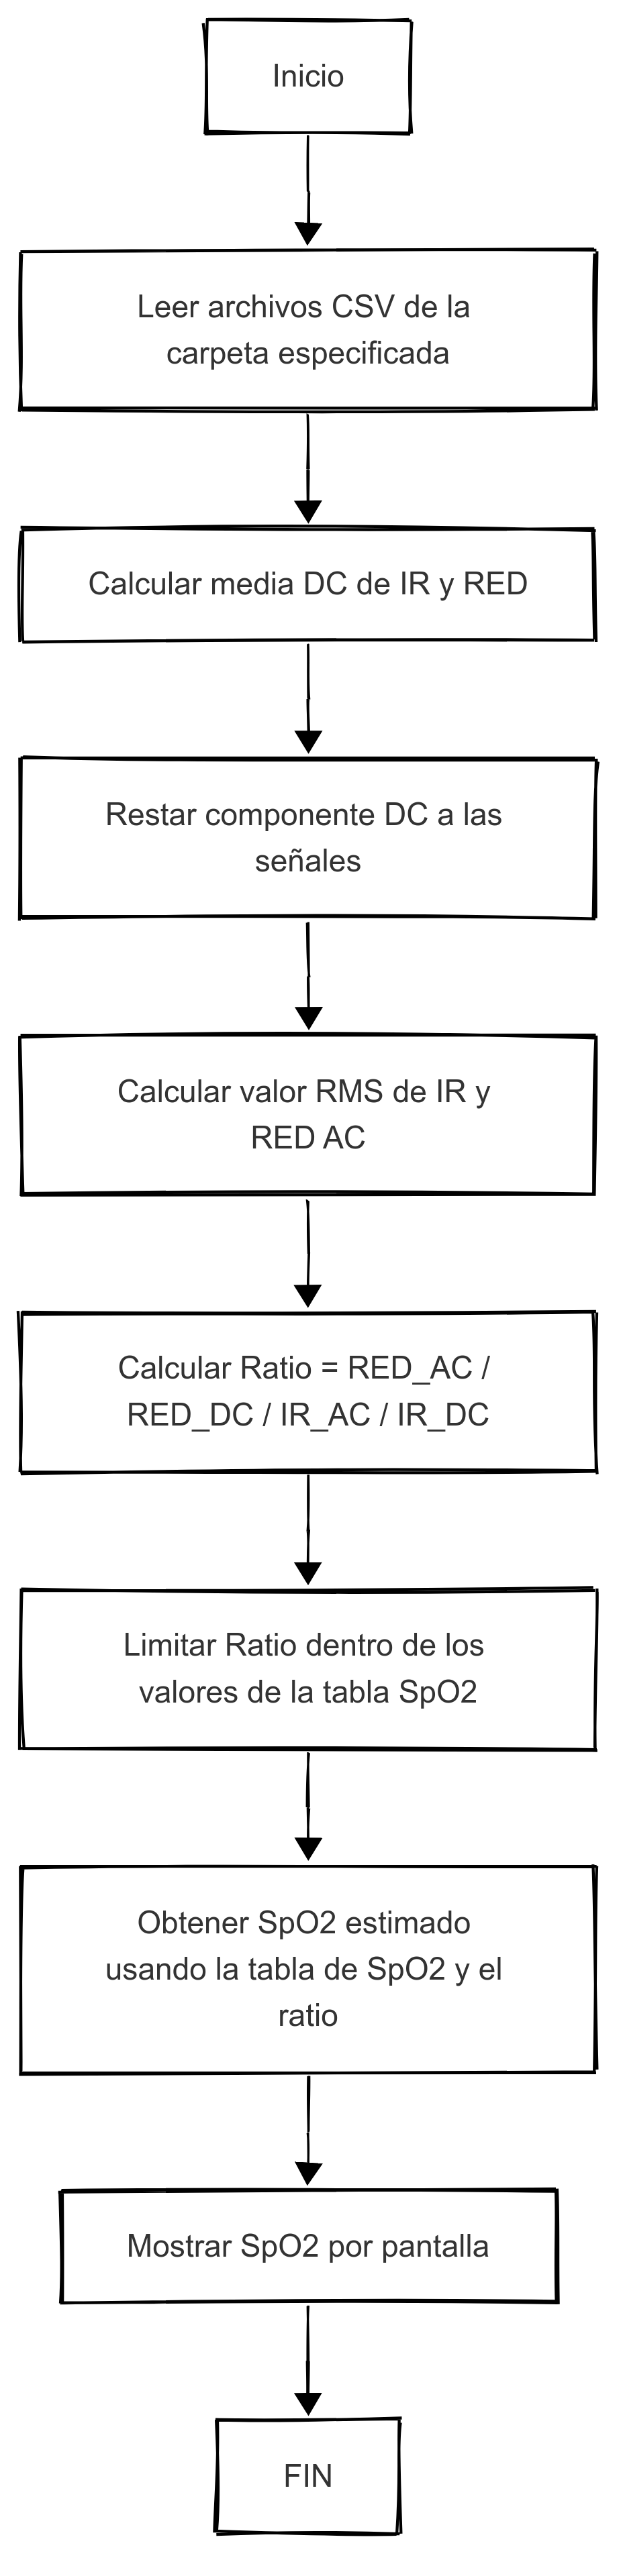 Inicio
Leer archivos CSV de la
carpeta especificada
Calcular media DC de IR y RED
Restar componente DC a las
señales
Calcular valor RMS de IR y
RED AC
Calcular Ratio = RED_AC /
RED_DC / IR_AC / IR_DC
Limitar Ratio dentro de los
valores de la tabla SpO2
Obtener SpO2 estimado
usando la tabla de SpO2 y el
ratio
Mostrar SpO2 por pantalla
FIN